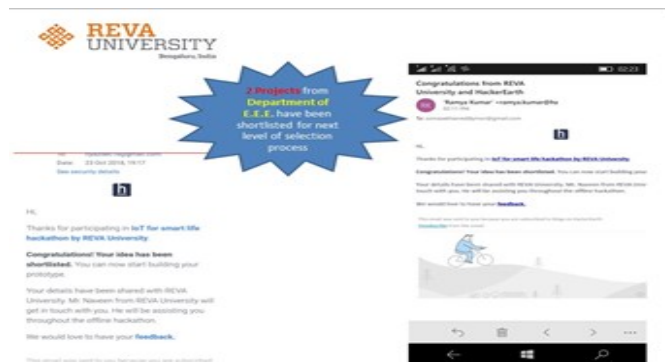 REVA
UNIVERSITY
Bengaluru, India
2 Projects from
Department of
E.E.E. have been
shortlisted for next
level of selection
process
Date: 23 Oct 2018, 19:17
See security details
h
Hi,
Thanks for participating in IoT for smart life
hackathon by REVA University.
Congratulations! Your idea has been
shortlisted. You can now start building your
prototype.
Your details have been shared with REVA
University. Mr. Naveen from REVA University will
get in touch with you. He will be assisting you
throughout the offline hackathon.
We would love to have your feedback.
02:23
Congratulations from REVA
University and HackerEarth
'Ramya Kumar' <ramya.kumar@ha
h
Hi,
Thanks for participating in IoT for smart life hackathon by REVA University.
Congratulations! Your idea has been shortlisted. You can now start building your
Your details have been shared with REVA University. Mr. Naveen from REVA
touch with you. He will be assisting you throughout the offline hackathon.
We would love to have your feedback.